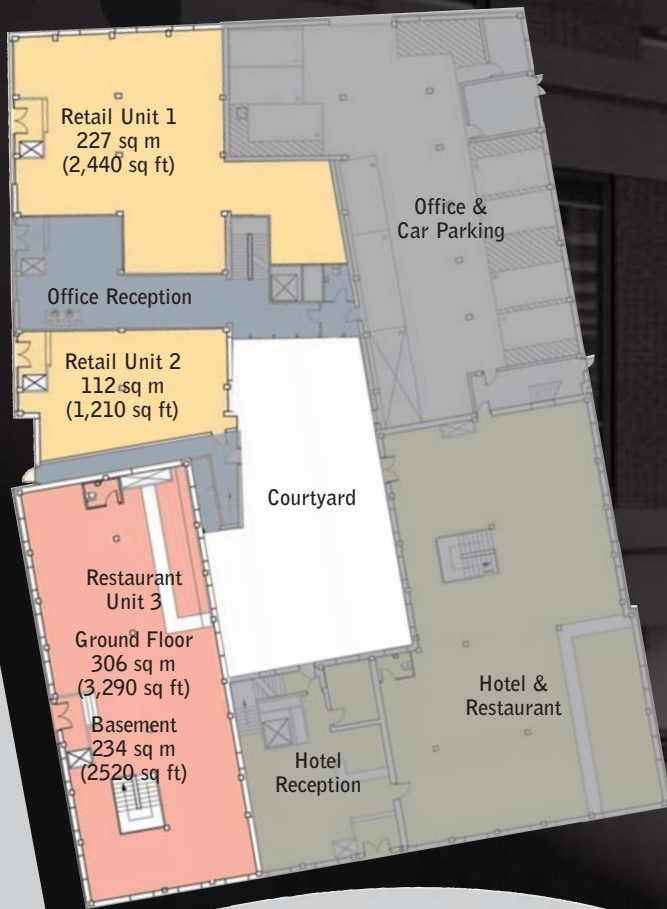 Retail Unit 1
227 sq m
(2,440 sq ft)
Office &
Car Parking
Office Reception
Retail Unit 2
112 sq m
(1,210 sq ft)
Courtyard
Restaurant
Unit 3
Ground Floor
306 sq m
(3,290 sq ft)
Basement
234 sq m
(2520 sq ft)
Hotel &
Restaurant
Hotel
Reception